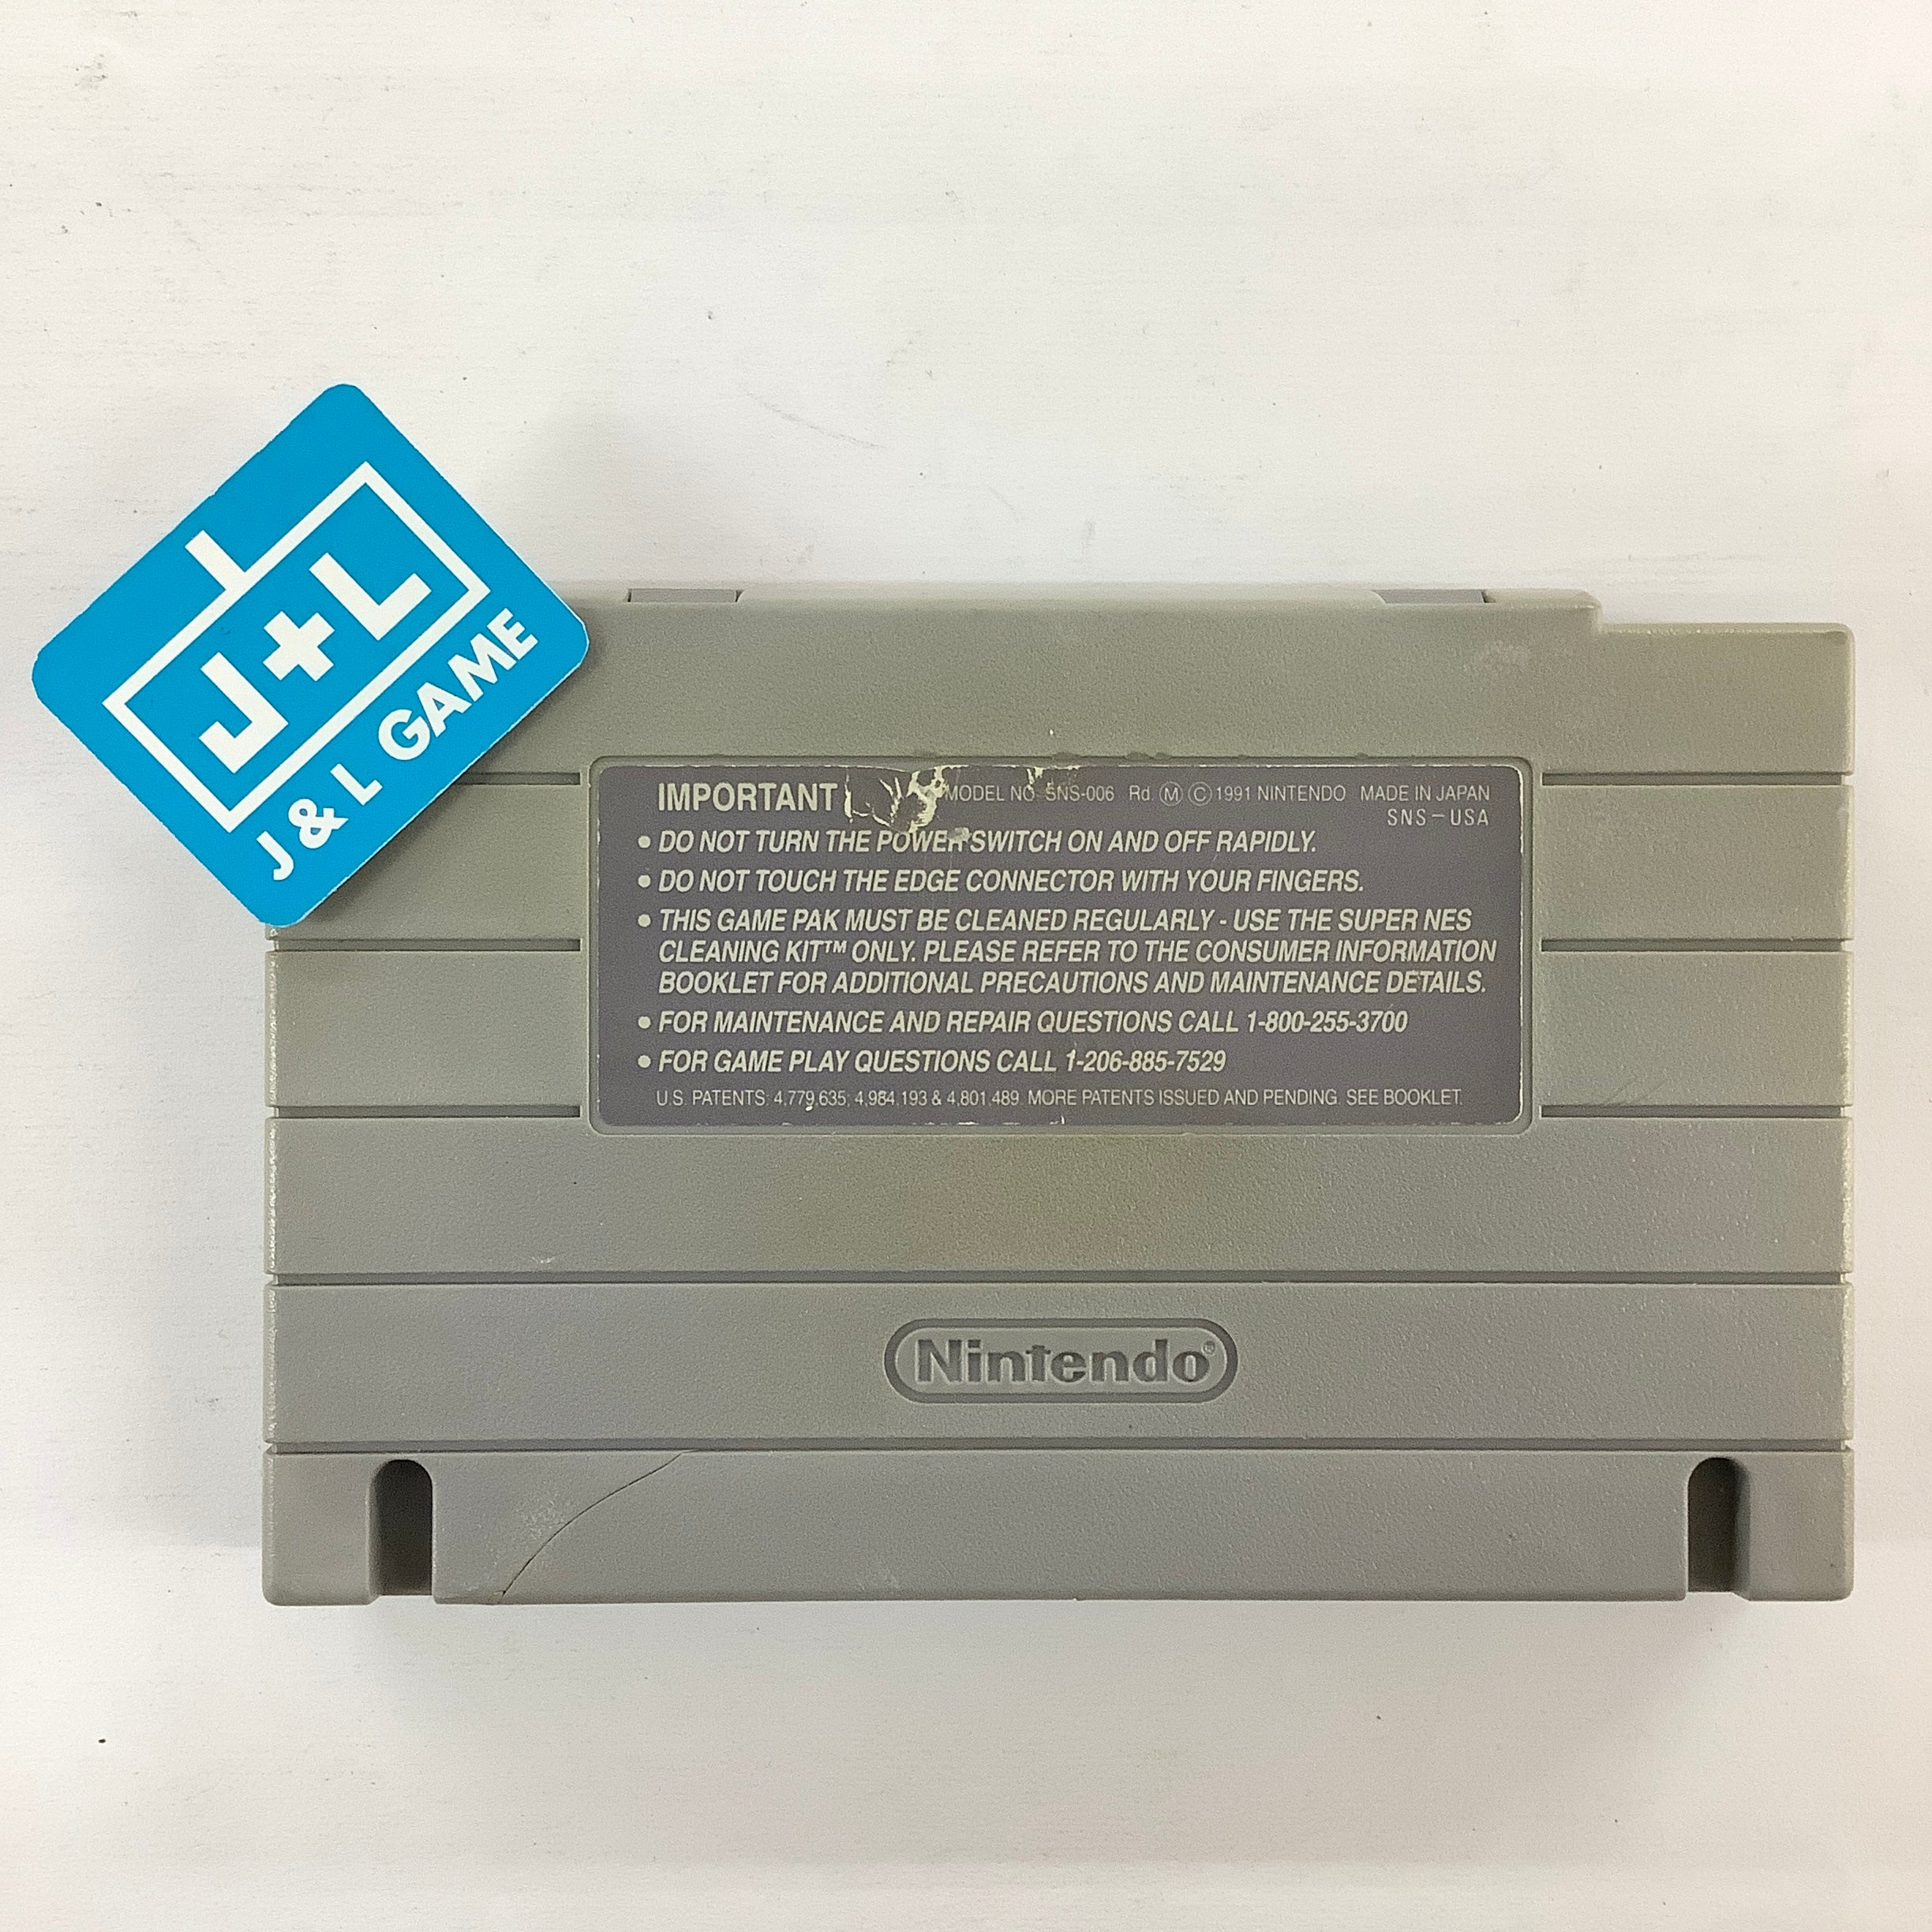 J+L
J & L GAME
IMPORTANT MODEL NO. SNS-006 Rd. Ⓜ ©1991 NINTENDO MADE IN JAPAN
SNS-USA
• DO NOT TURN THE POWER SWITCH ON AND OFF RAPIDLY.
• DO NOT TOUCH THE EDGE CONNECTOR WITH YOUR FINGERS.
• THIS GAME PAK MUST BE CLEANED REGULARLY - USE THE SUPER NES
CLEANING KIT™ ONLY. PLEASE REFER TO THE CONSUMER INFORMATION
BOOKLET FOR ADDITIONAL PRECAUTIONS AND MAINTENANCE DETAILS.
• FOR MAINTENANCE AND REPAIR QUESTIONS CALL 1-800-255-3700
• FOR GAME PLAY QUESTIONS CALL 1-206-885-7529
U.S. PATENTS: 4,779,635; 4,984,193 & 4,801,489. MORE PATENTS ISSUED AND PENDING. SEE BOOKLET.
Nintendo®